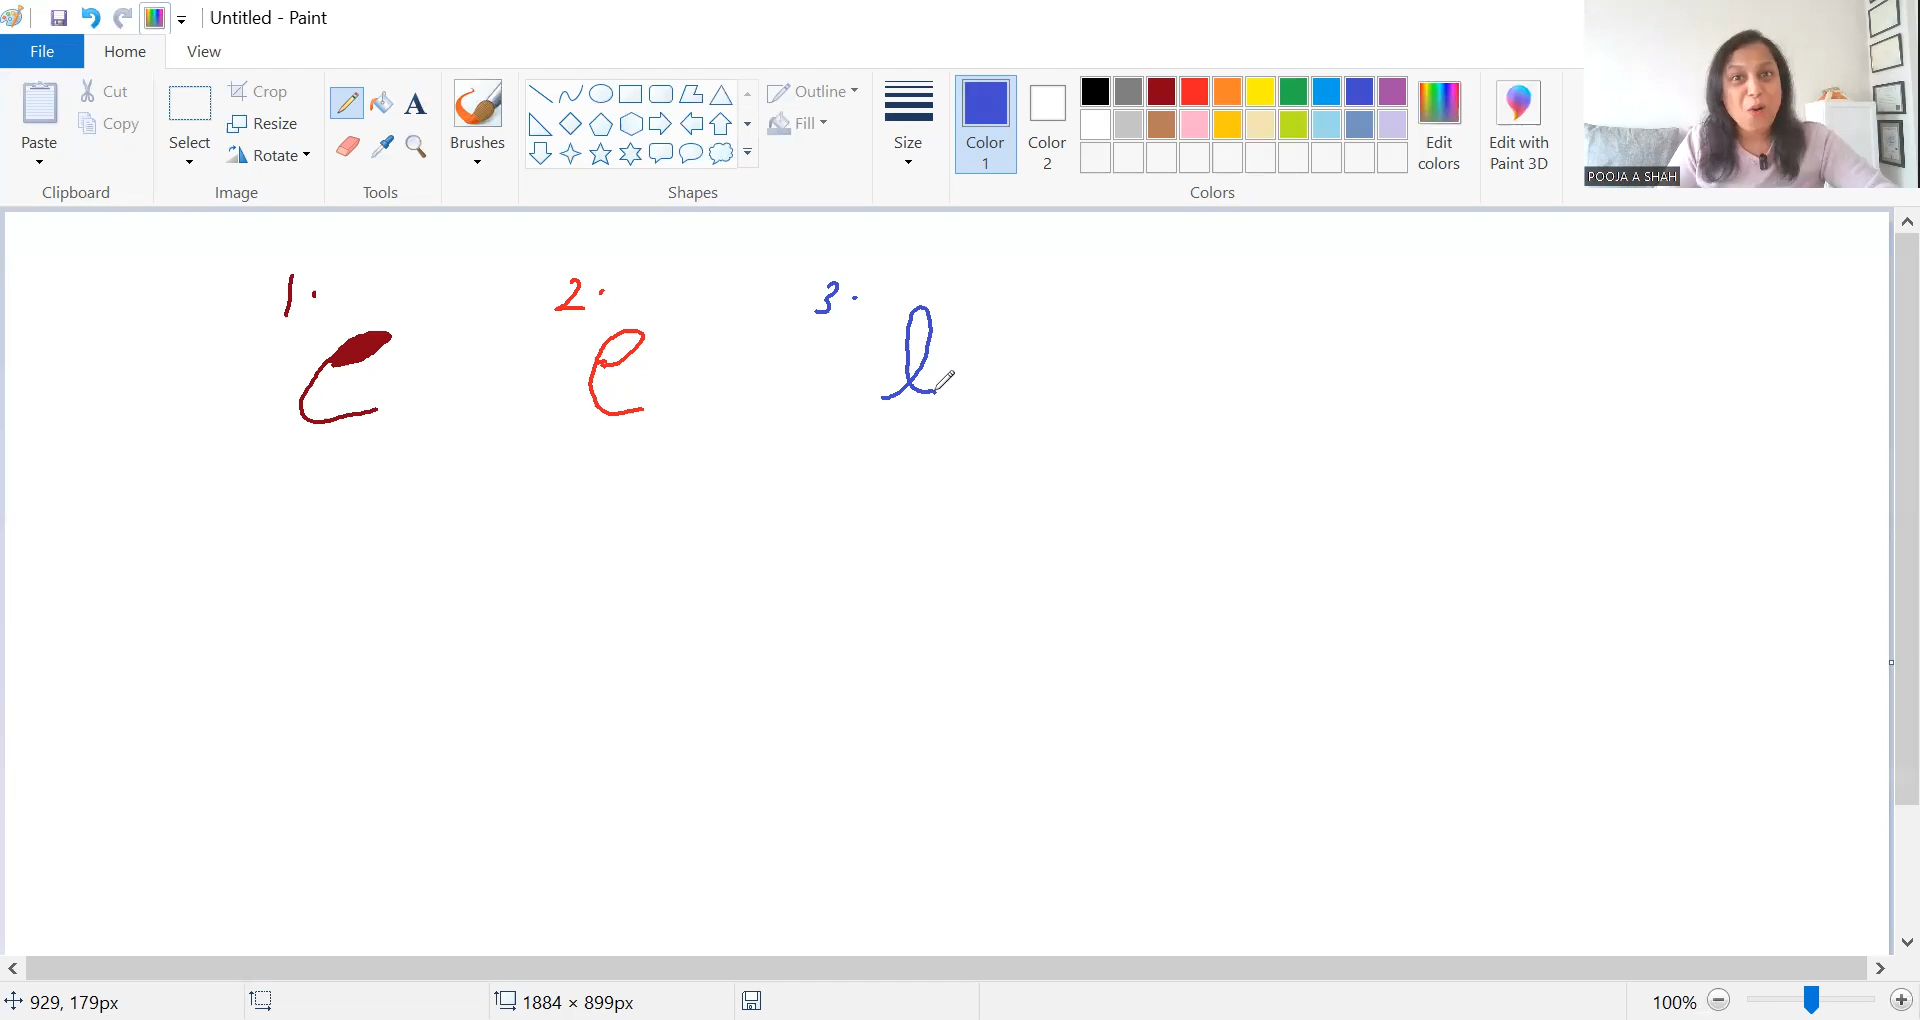 Untitled - Paint
File Home View
Paste
Cut
Copy
Clipboard
Select
Crop
Resize
Rotate
Image
A
Tools
Brushes
Shapes
Outline
Fill
Size
Color
1
Color
2
Colors
Edit
colors
Edit with
Paint 3D
POOJA A SHAH
1. 2. 3.
e e l
929, 179px 1884 × 899px 100%